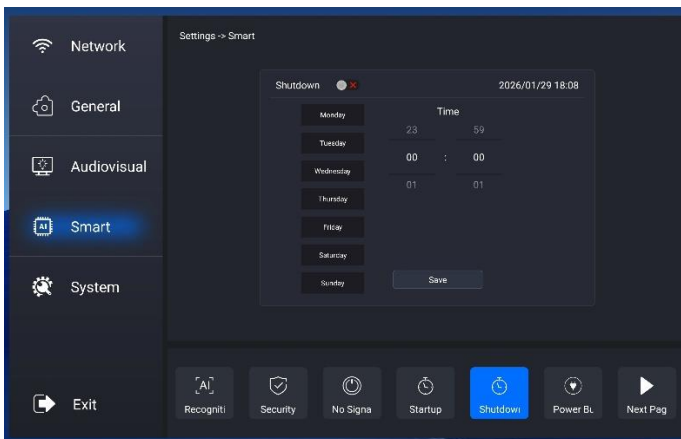 Network
General
Audiovisual
Smart
System
Exit
Settings -> Smart
Shutdown
2026/01/29 18:08
Monday
Tuesday
Wednesday
Thursday
Friday
Saturday
Sunday
Time
23 59
00 : 00
01 01
Save
[AI]
Recogniti
Security
No Signa
Startup
Shutdowi
Power Bu
Next Pag
AI